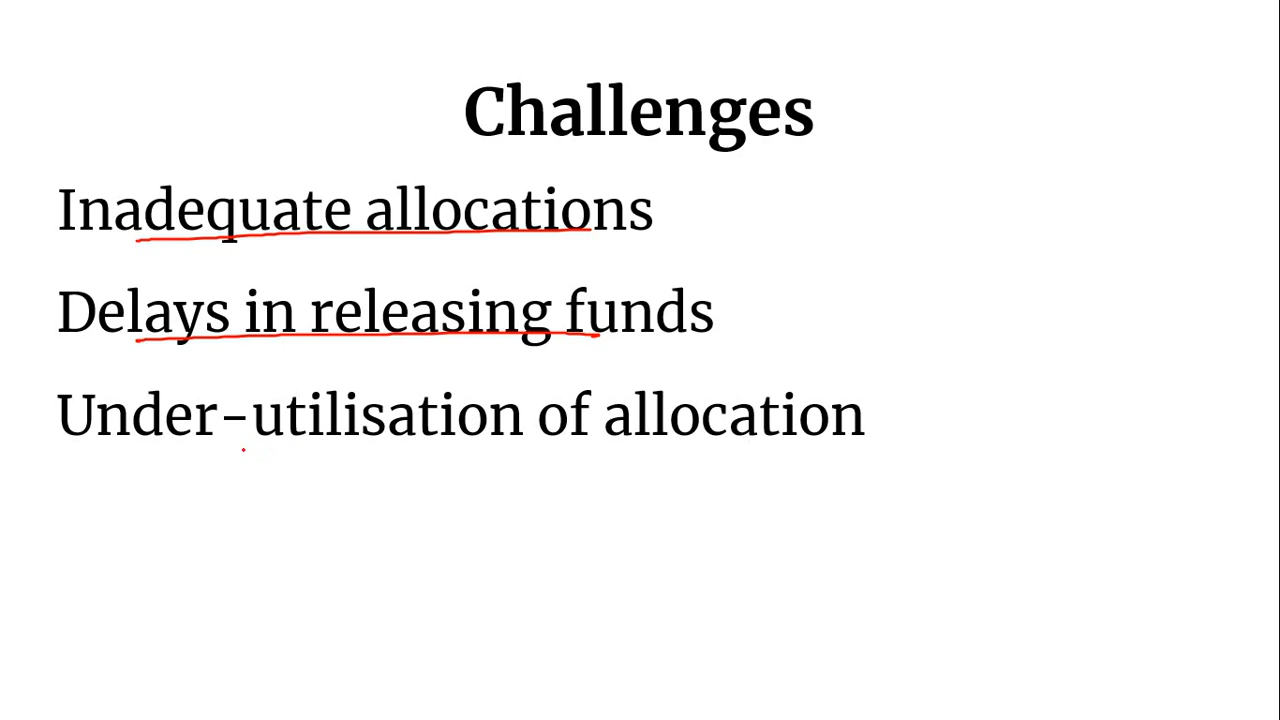 Challenges
Inadequate allocations
Delays in releasing funds
Under-utilisation of allocation